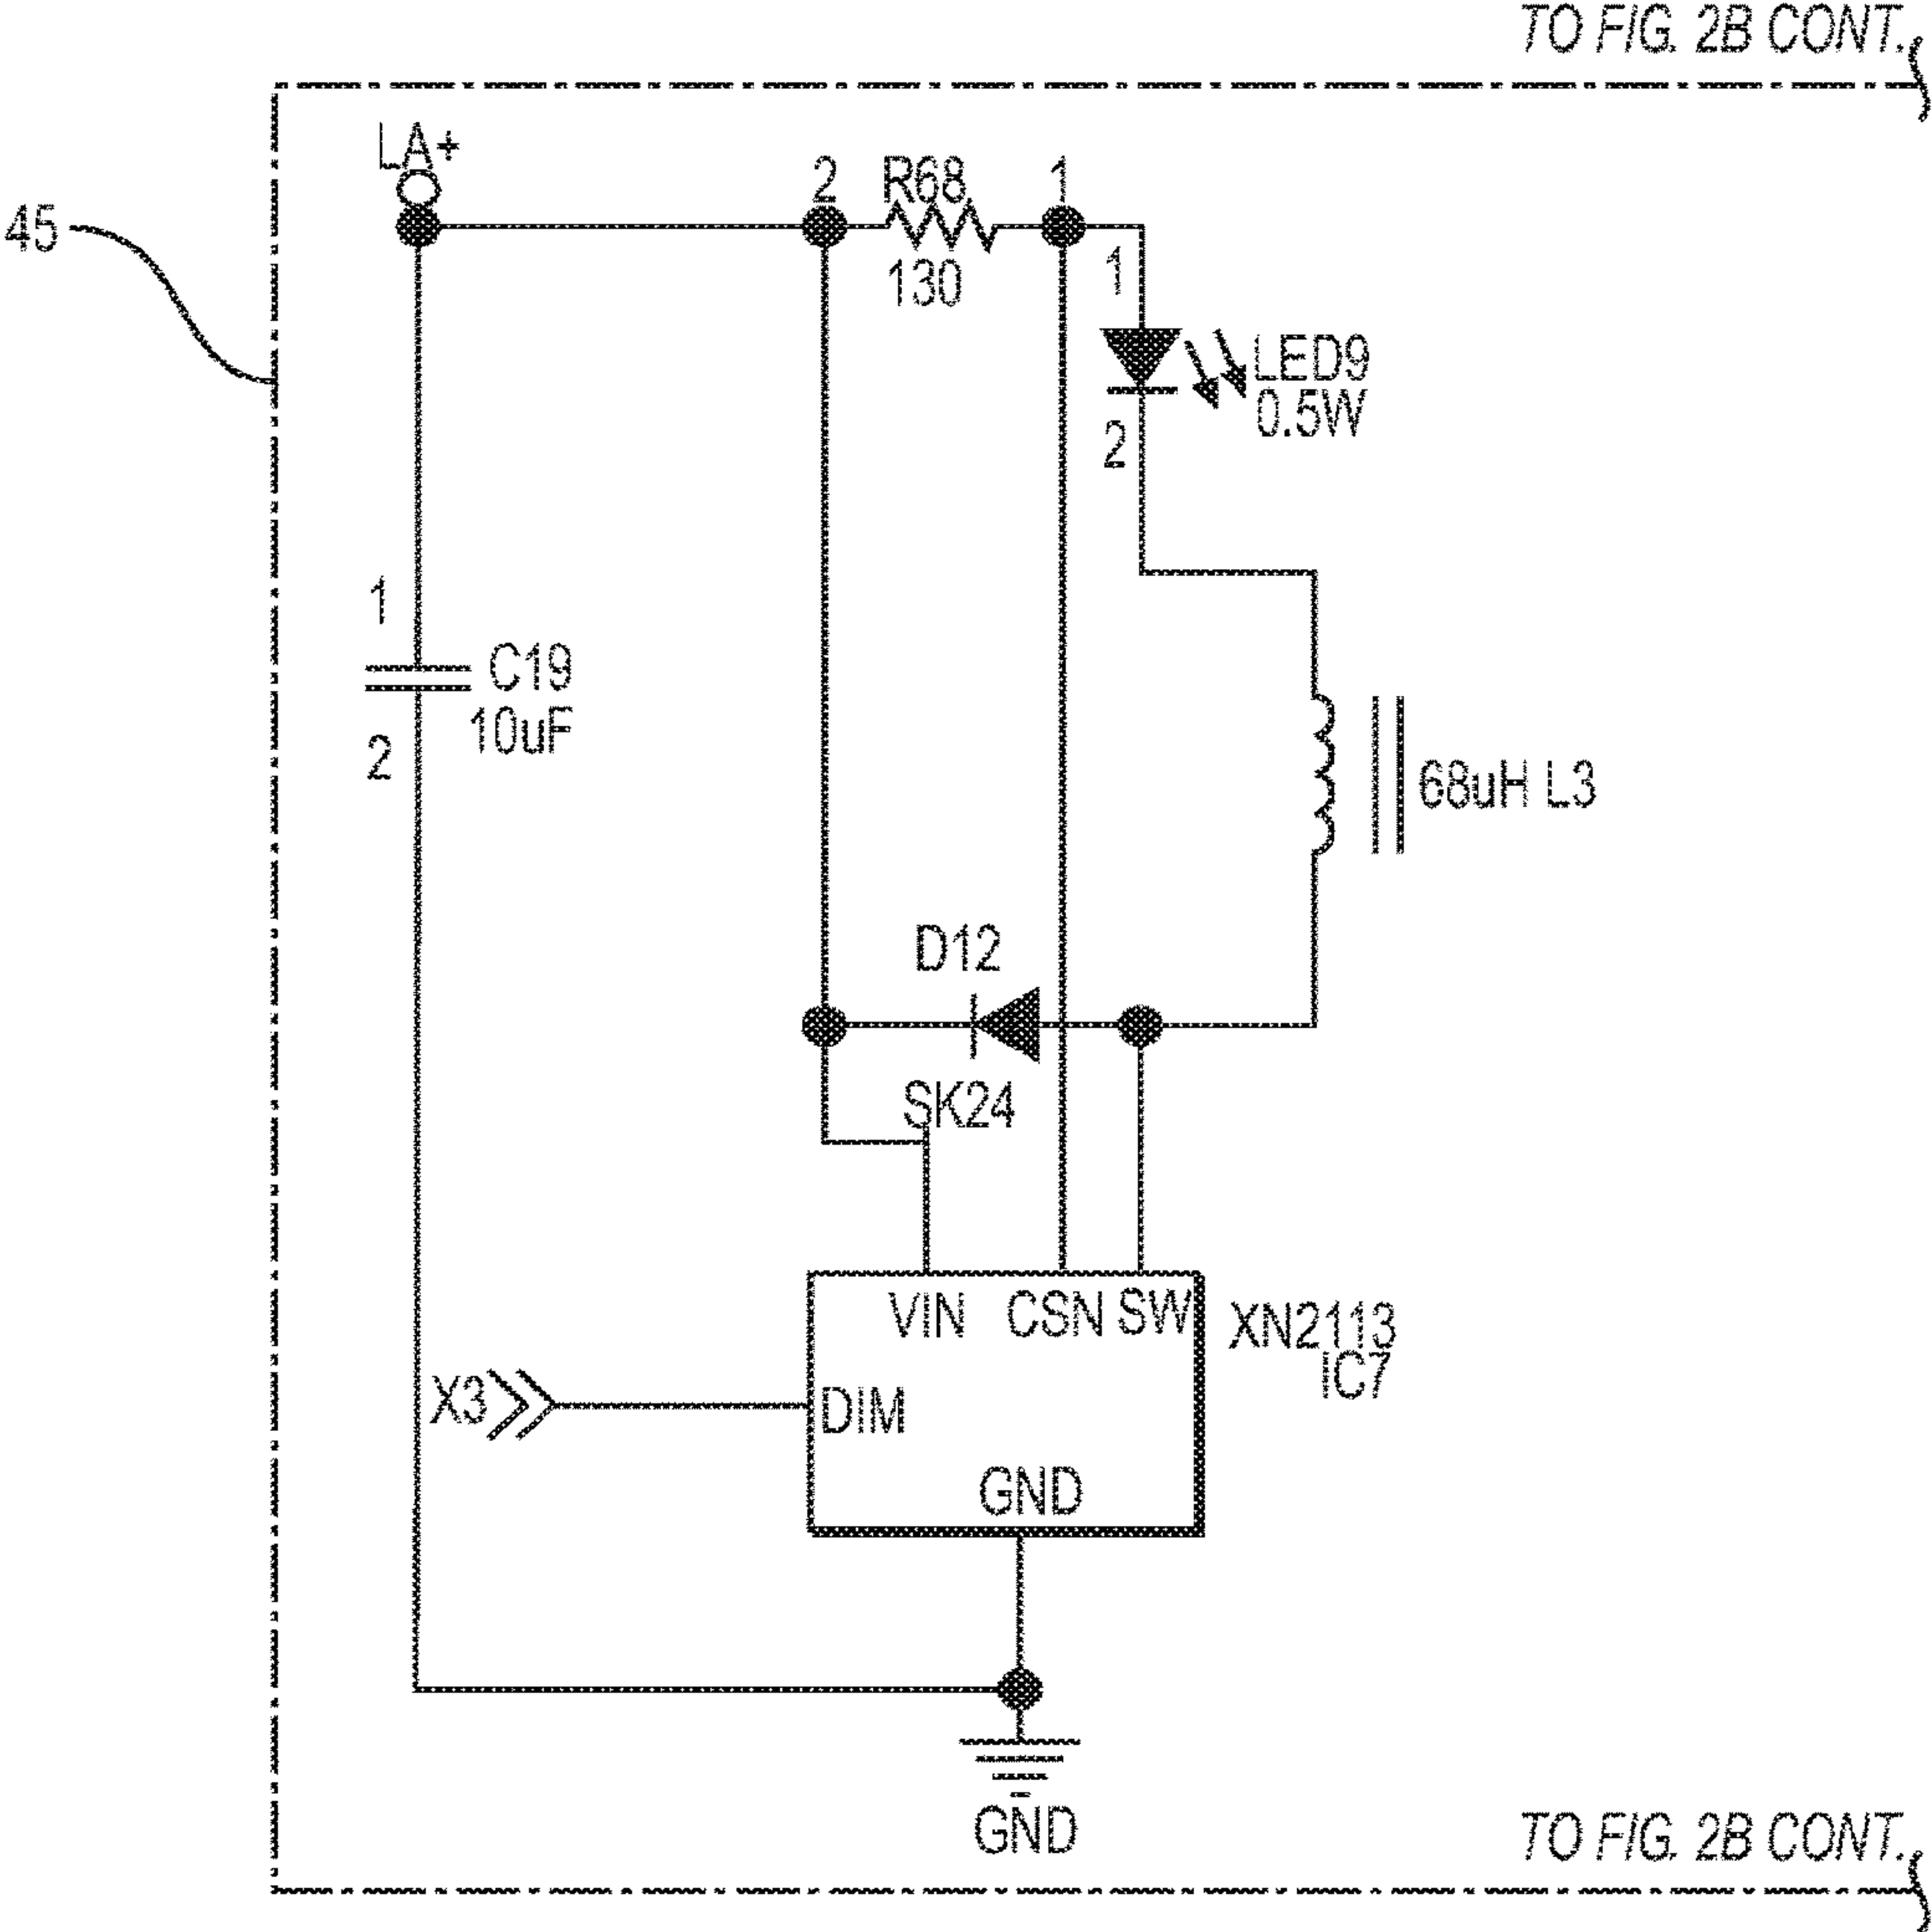 TO FIG. 2B CONT.
LA+
2 R68 1
45
130
1
LED9
0.5W
2
1
C19
10uF
2
68uH L3
D12
SK24
VIN CSN SW
XN2113
IC7
X3
DIM
GND
GND
TO FIG. 2B CONT.